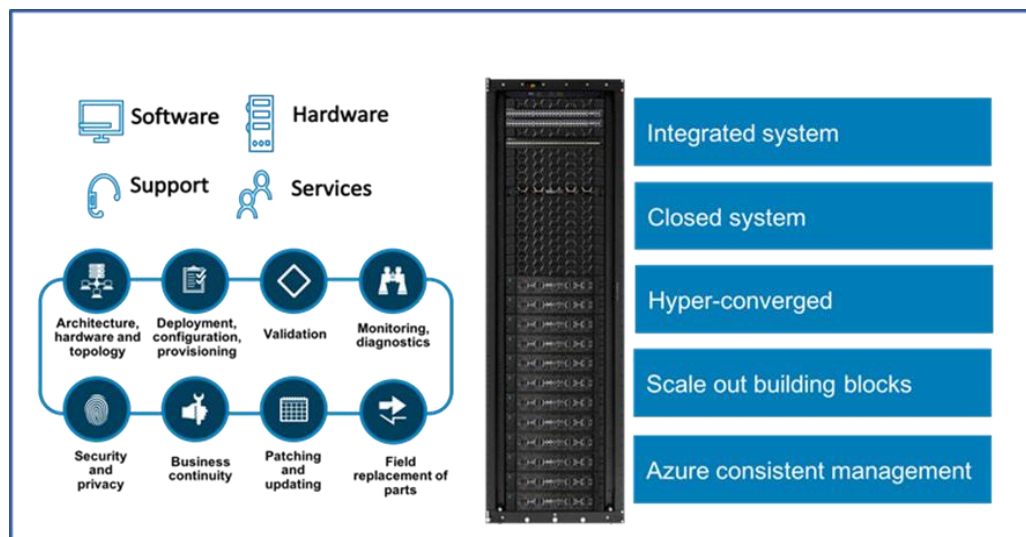 Software
Hardware
Support
Services
Architecture,
hardware and
topology
Deployment,
configuration,
provisioning
Validation
Monitoring,
diagnostics
Security
and
privacy
Business
continuity
Patching
and
updating
Field
replacement of
parts
Integrated system
Closed system
Hyper-converged
Scale out building blocks
Azure consistent management